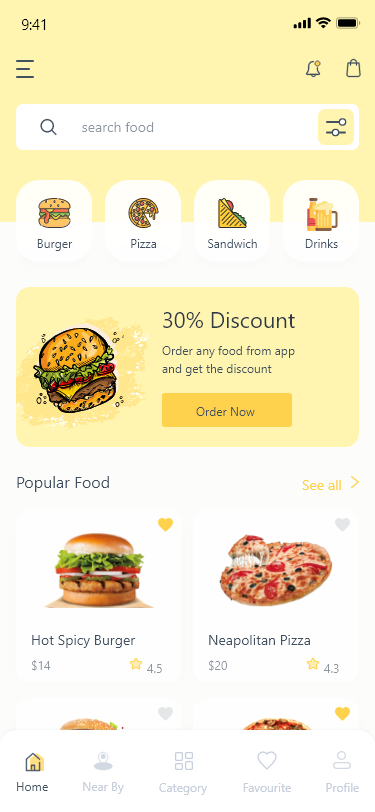 9:41
search food
Burger
Pizza
Sandwich
Drinks
30% Discount
Order any food from app
and get the discount
Order Now
Popular Food
See all
Hot Spicy Burger
$14
4.5
Neapolitan Pizza
$20
4.3
Home
Near By
Category
Favourite
Profile